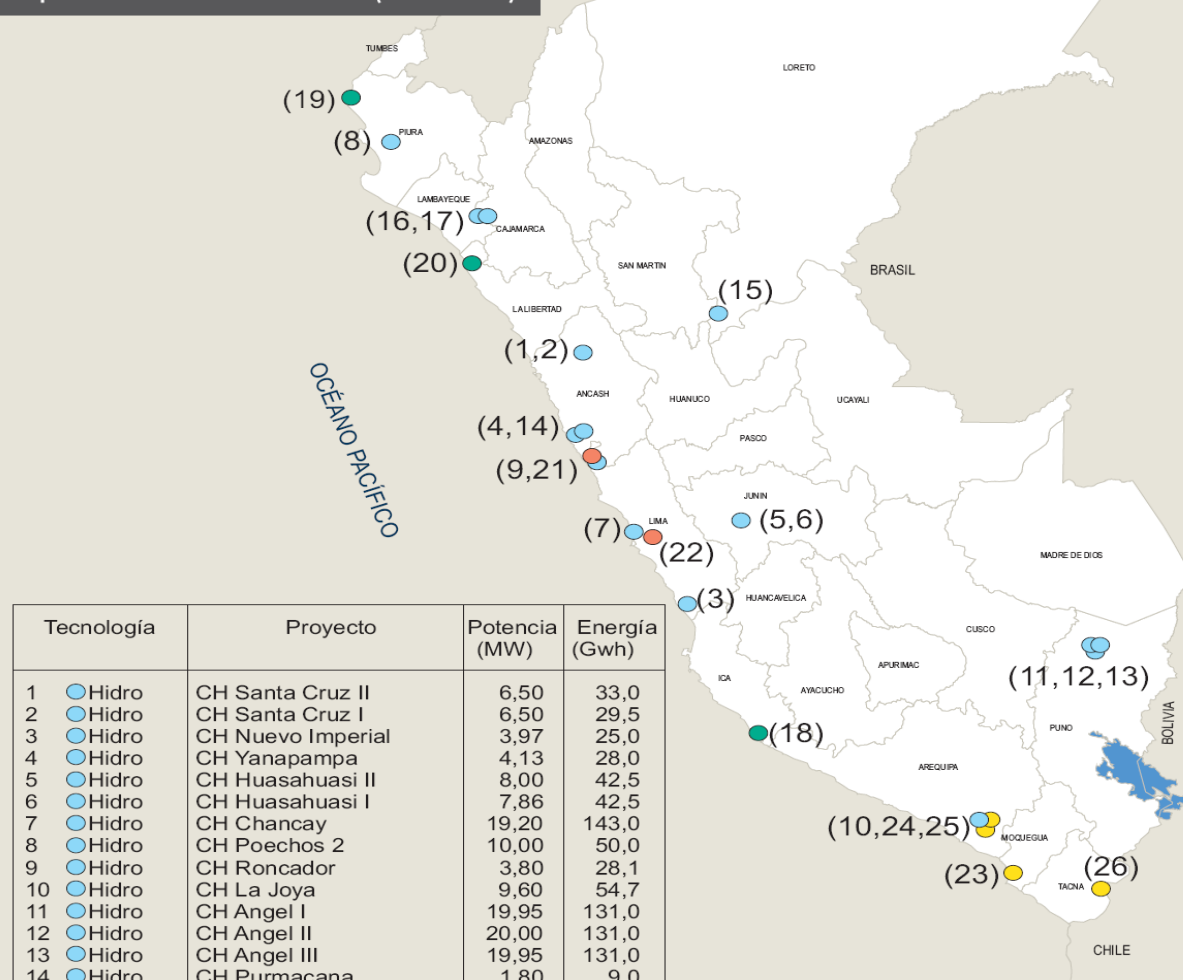 TUMBES
LORETO
(19)
(8)
PIURA
AMAZONAS
LAMBAYEQUE
(16,17)
CAJAMARCA
(20)
SAN MARTIN
BRASIL
(15)
LA LIBERTAD
(1,2)
OCÉANO PACÍFICO
ANCASH
HUANUCO
UCAYALI
(4,14)
PASCO
(9,21)
JUNIN
(5,6)
(7)
LIMA
(22)
MADRE DE DIOS
(3)
HUANCAVELICA
CUSCO
APURIMAC
(11,12,13)
ICA
AYACUCHO
BOLIVIA
PUNO
(18)
AREQUIPA
(10,24,25)
MOQUEGUA
(23)
(26)
TACNA
CHILE
Tecnología Proyecto Potencia (MW) Energía (Gwh)
1 Hidro CH Santa Cruz II 6,50 33,0
2 Hidro CH Santa Cruz I 6,50 29,5
3 Hidro CH Nuevo Imperial 3,97 25,0
4 Hidro CH Yanapampa 4,13 28,0
5 Hidro CH Huasahuasi II 8,00 42,5
6 Hidro CH Huasahuasi I 7,86 42,5
7 Hidro CH Chancay 19,20 143,0
8 Hidro CH Poechos 2 10,00 50,0
9 Hidro CH Roncador 3,80 28,1
10 Hidro CH La Joya 9,60 54,7
11 Hidro CH Angel I 19,95 131,0
12 Hidro CH Angel II 20,00 131,0
13 Hidro CH Angel III 19,95 131,0
14 Hidro CH Purmacana 1,80 9,0